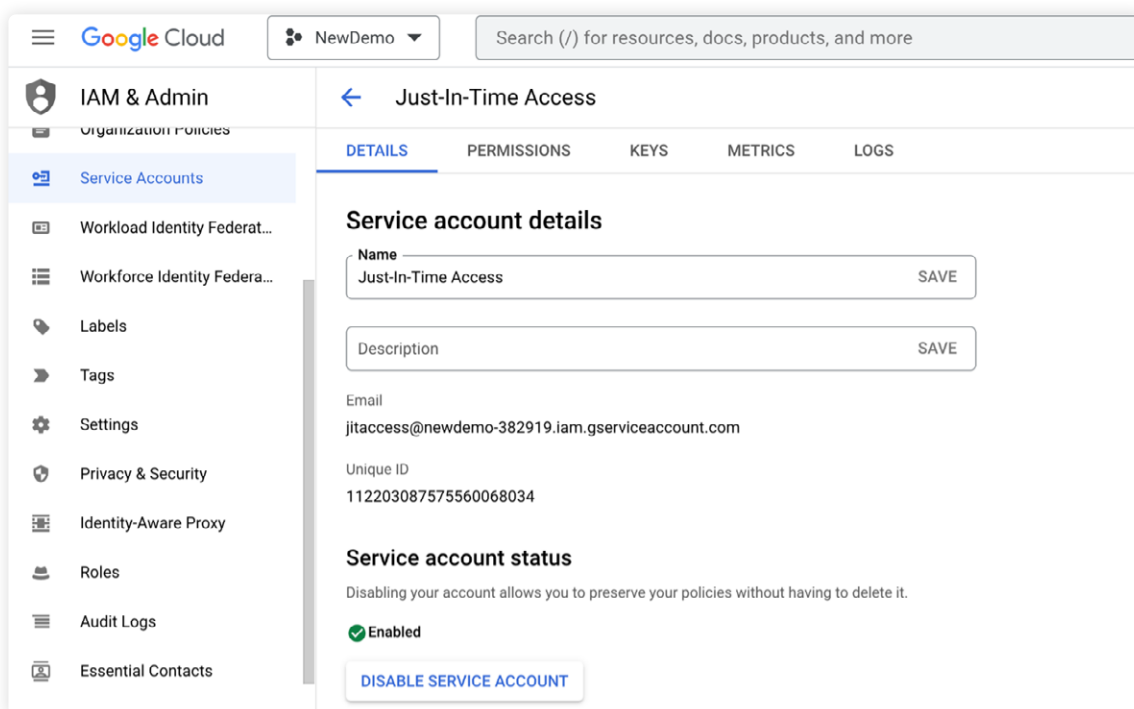 Google Cloud
NewDemo
Search (/) for resources, docs, products, and more
IAM & Admin
Organization Policies
Service Accounts
Workload Identity Federat...
Workforce Identity Federa...
Labels
Tags
Settings
Privacy & Security
Identity-Aware Proxy
Roles
Audit Logs
Essential Contacts
Just-In-Time Access
DETAILS PERMISSIONS KEYS METRICS LOGS
Service account details
Name
Just-In-Time Access SAVE
Description SAVE
Email
jitaccess@newdemo-382919.iam.gserviceaccount.com
Unique ID
112203087575560068034
Service account status
Disabling your account allows you to preserve your policies without having to delete it.
Enabled
DISABLE SERVICE ACCOUNT